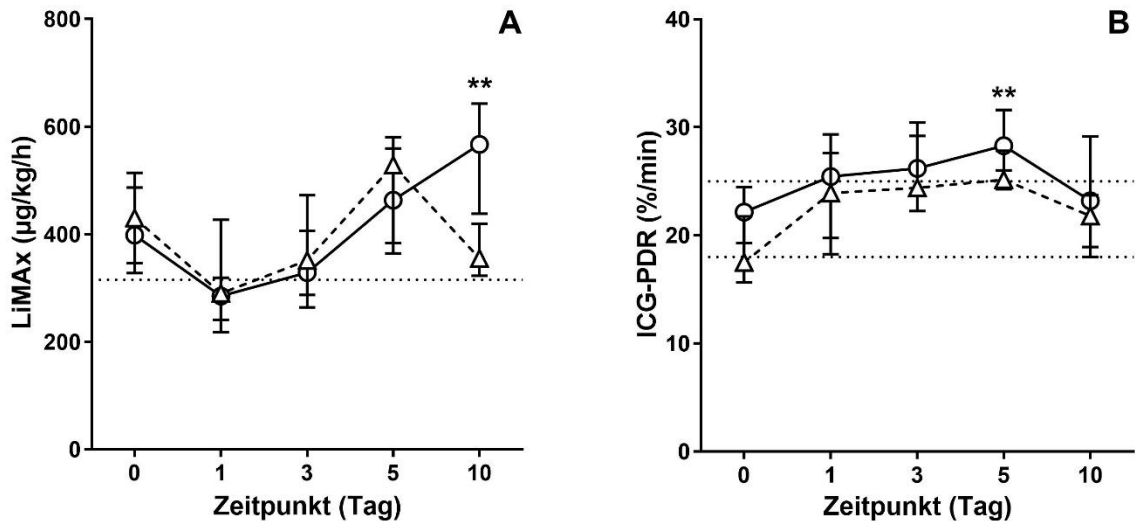 A
LiMAx (µg/kg/h)
800
600
400
200
0
**
0 1 3 5 10
Zeitpunkt (Tag)
B
ICG-PDR (%/min)
40
30
20
10
0
**
0 1 3 5 10
Zeitpunkt (Tag)